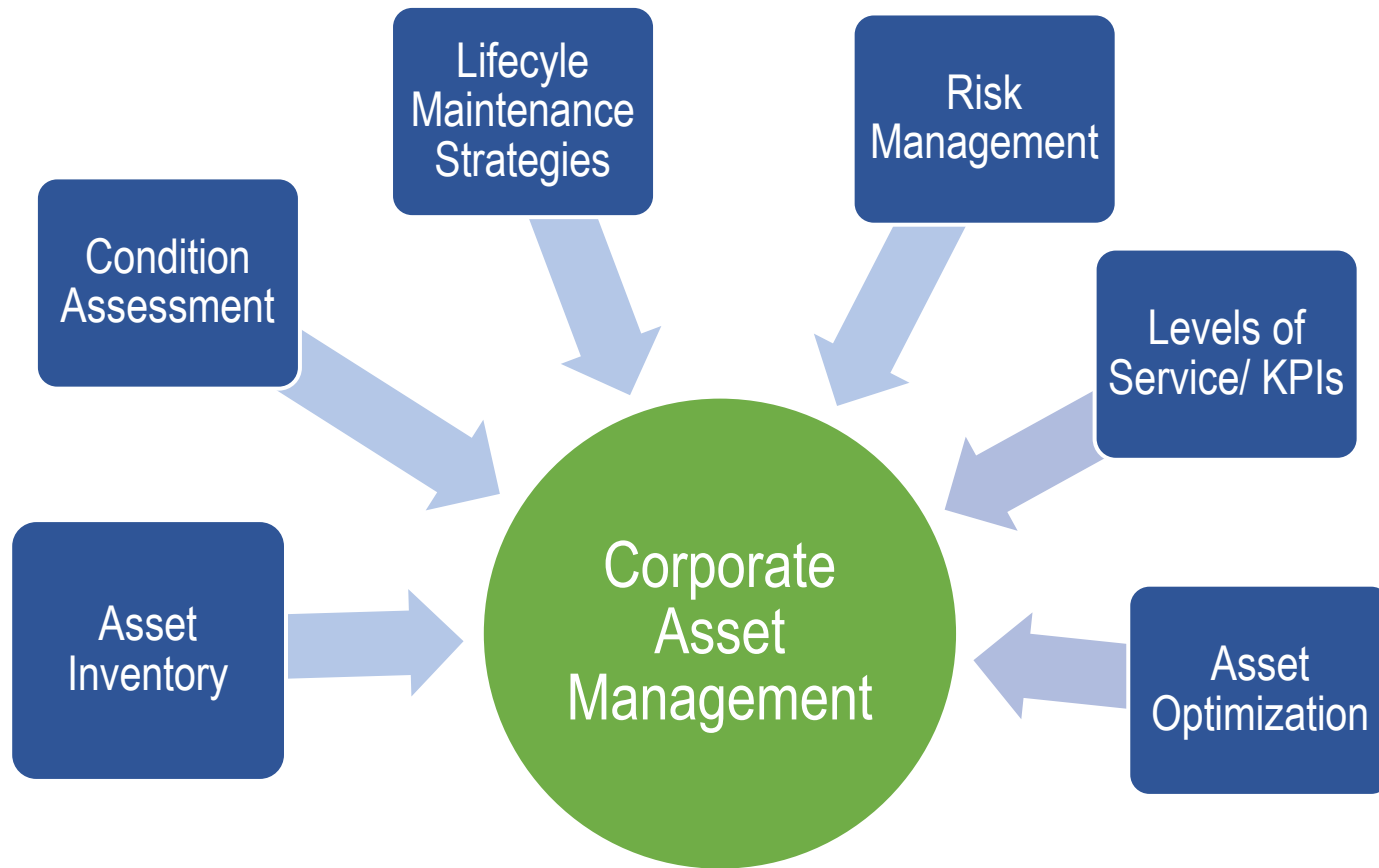 Lifecyle
Maintenance
Strategies
Risk
Management
Condition
Assessment
Levels of
Service/ KPIs
Asset
Inventory
Corporate
Asset
Management
Asset
Optimization